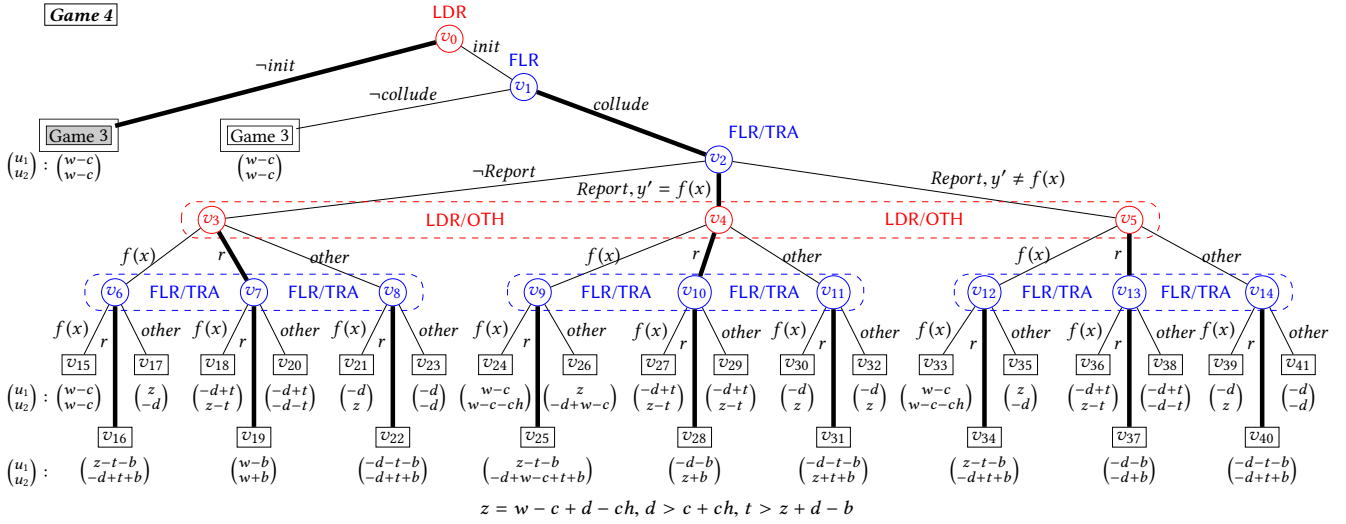 Game 4
LDR
v0
init
FLR
¬init
v1
¬collude
collude
FLR/TRA
Game 3
Game 3
v2
(u1 u2) : (w−c w−c) (w−c w−c)
¬Report
Report, y′ = f(x)
Report, y′ ≠ f(x)
v3 LDR/OTH v4 LDR/OTH v5
f(x) r other f(x) r other f(x) r other
v6 FLR/TRA v7 FLR/TRA v8 v9 FLR/TRA v10 FLR/TRA v11 v12 FLR/TRA v13 FLR/TRA v14
f(x) r other f(x) r other f(x) r other f(x) r other f(x) r other f(x) r other f(x) r other f(x) r other f(x) r other
v15 v17 v18 v20 v21 v23 v24 v26 v27 v29 v30 v32 v33 v35 v36 v38 v39 v41
(u1 u2) : (w−c w−c) (z −d) (−d+t z−t) (−d+t −d−t) (−d z) (−d −d) (w−c w−c−ch) (z −d+w−c) (−d+t z−t) (−d+t z−t) (−d z) (−d z) (w−c w−c−ch) (z −d) (−d+t z−t) (−d+t −d−t) (−d z) (−d −d)
v16 v19 v22 v25 v28 v31 v34 v37 v40
(u1 u2) : (z−t−b −d+t+b) (w−b w+b) (−d−t−b −d+t+b) (z−t−b −d+w−c+t+b) (−d−b z+b) (−d−t−b z+t+b) (z−t−b −d+t+b) (−d−b −d+b) (−d−t−b −d+t+b)
z = w − c + d − ch, d > c + ch, t > z + d − b